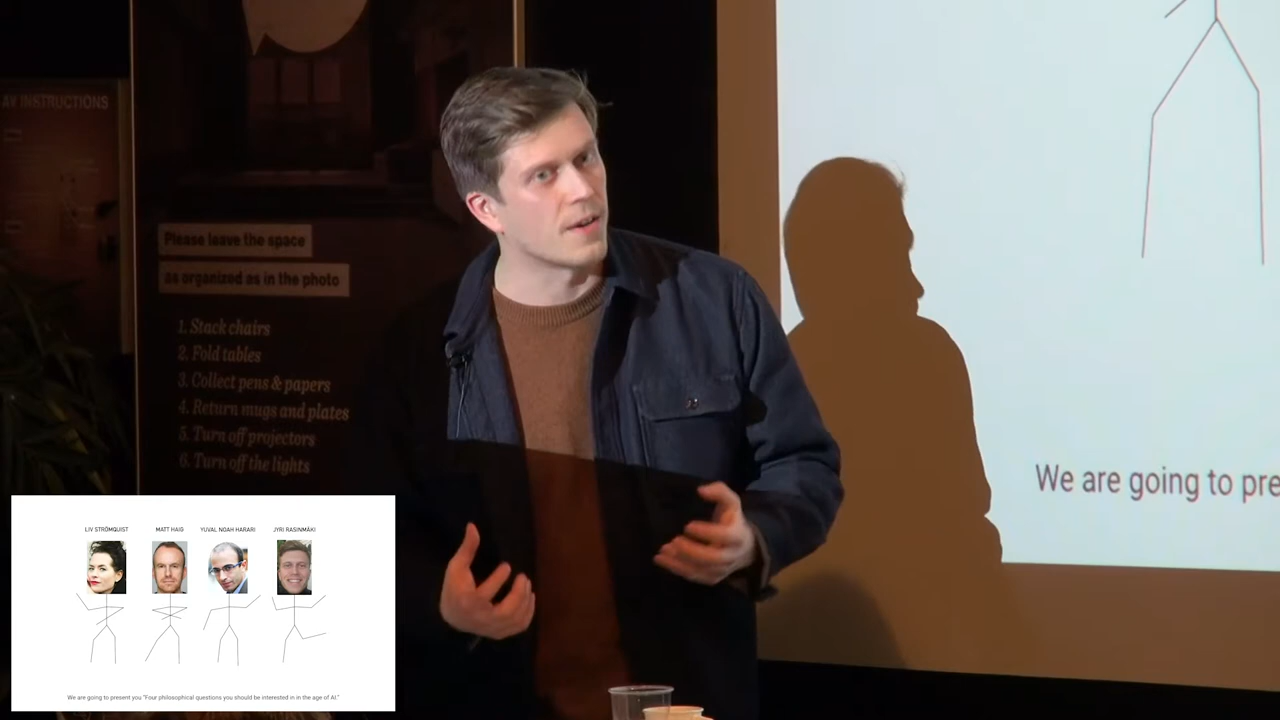 AV INSTRUCTIONS
Please leave the space
as organized as in the photo
1. Stack chairs
2. Fold tables
3. Collect pens & papers
4. Return mugs and plates
5. Turn off projectors
6. Turn off the lights
We are going to pre
LIV STRÖMQUIST MATT HAIG YUVAL NOAH HARARI JYRI RASINMÄKI
We are going to present you "Four philosophical questions you should be interested in in the age of AI."